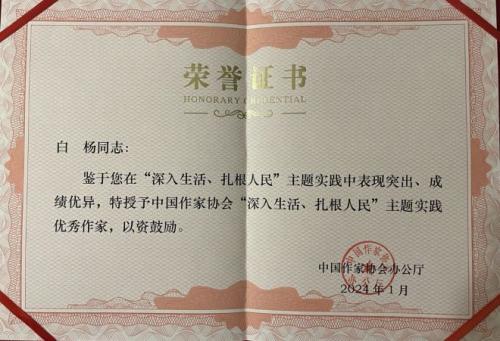 荣誉证书
HONORARY CREDENTIAL
白　杨同志：
鉴于您在“深入生活、扎根人民”主题实践中表现突出、成
绩优异，特授予中国作家协会“深入生活、扎根人民”主题实践
优秀作家，以资鼓励。
中国作家协会办公厅
2024年1月